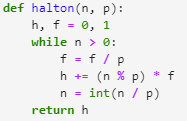 def halton(n, p):
    h, f = 0, 1
    while n > 0:
        f = f / p
        h += (n % p) * f
        n = int(n / p)
    return h